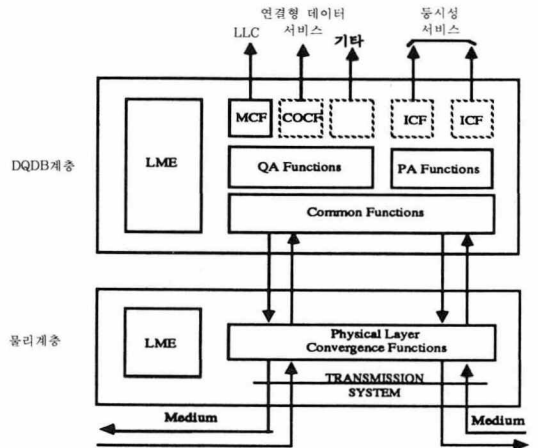 연결형 데이터
서비스
등시성
서비스
LLC
기타
MCF
COCF
ICF
ICF
LME
QA Functions
PA Functions
DQDB계층
Common Functions
물리계층
LME
Physical Layer
Convergence Functions
TRANSMISSION
SYSTEM
Medium
Medium